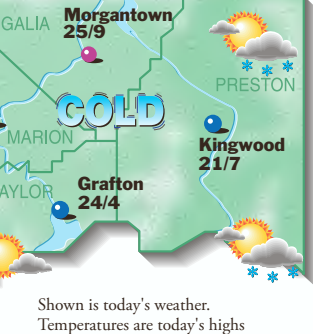 Morgantown
25/9
GALIA
PRESTON
COLD
MARION
Kingwood
21/7
AYLOR
Grafton
24/4
Shown is today's weather.
Temperatures are today's highs